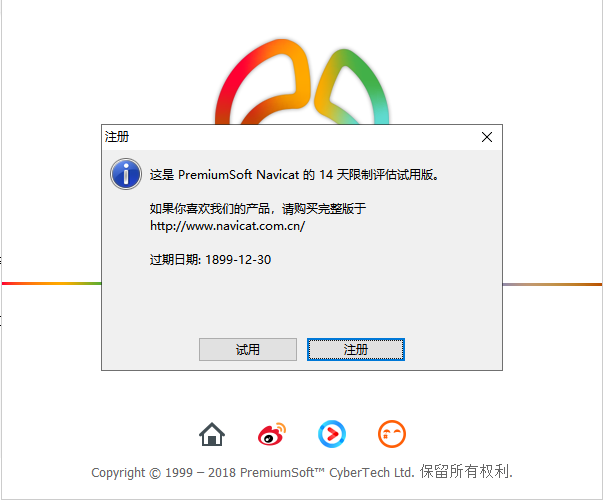 注册
这是 PremiumSoft Navicat 的 14 天限制评估试用版。
如果你喜欢我们的产品，请购买完整版于
http://www.navicat.com.cn/
过期日期: 1899-12-30
试用
注册
Copyright © 1999 – 2018 PremiumSoft™ CyberTech Ltd. 保留所有权利.